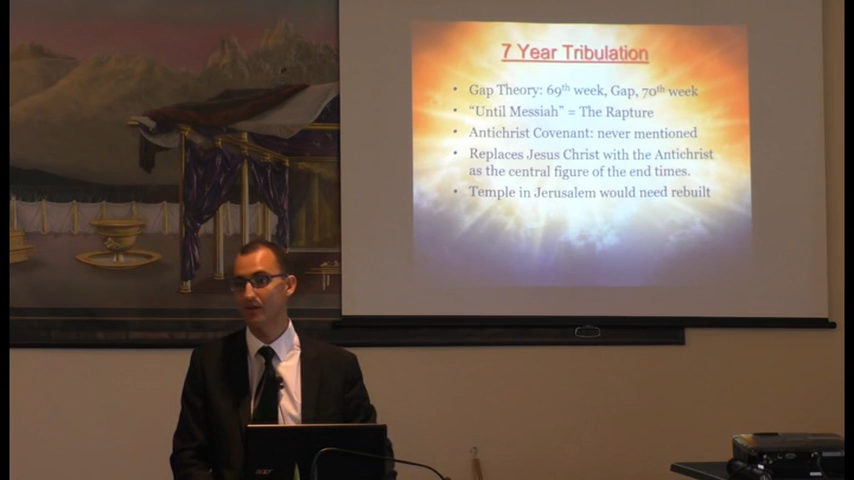 7 Year Tribulation
• Gap Theory: 69th week, Gap, 70th week
• “Until Messiah” = The Rapture
• Antichrist Covenant: never mentioned
• Replaces Jesus Christ with the Antichrist
as the central figure of the end times.
• Temple in Jerusalem would need rebuilt